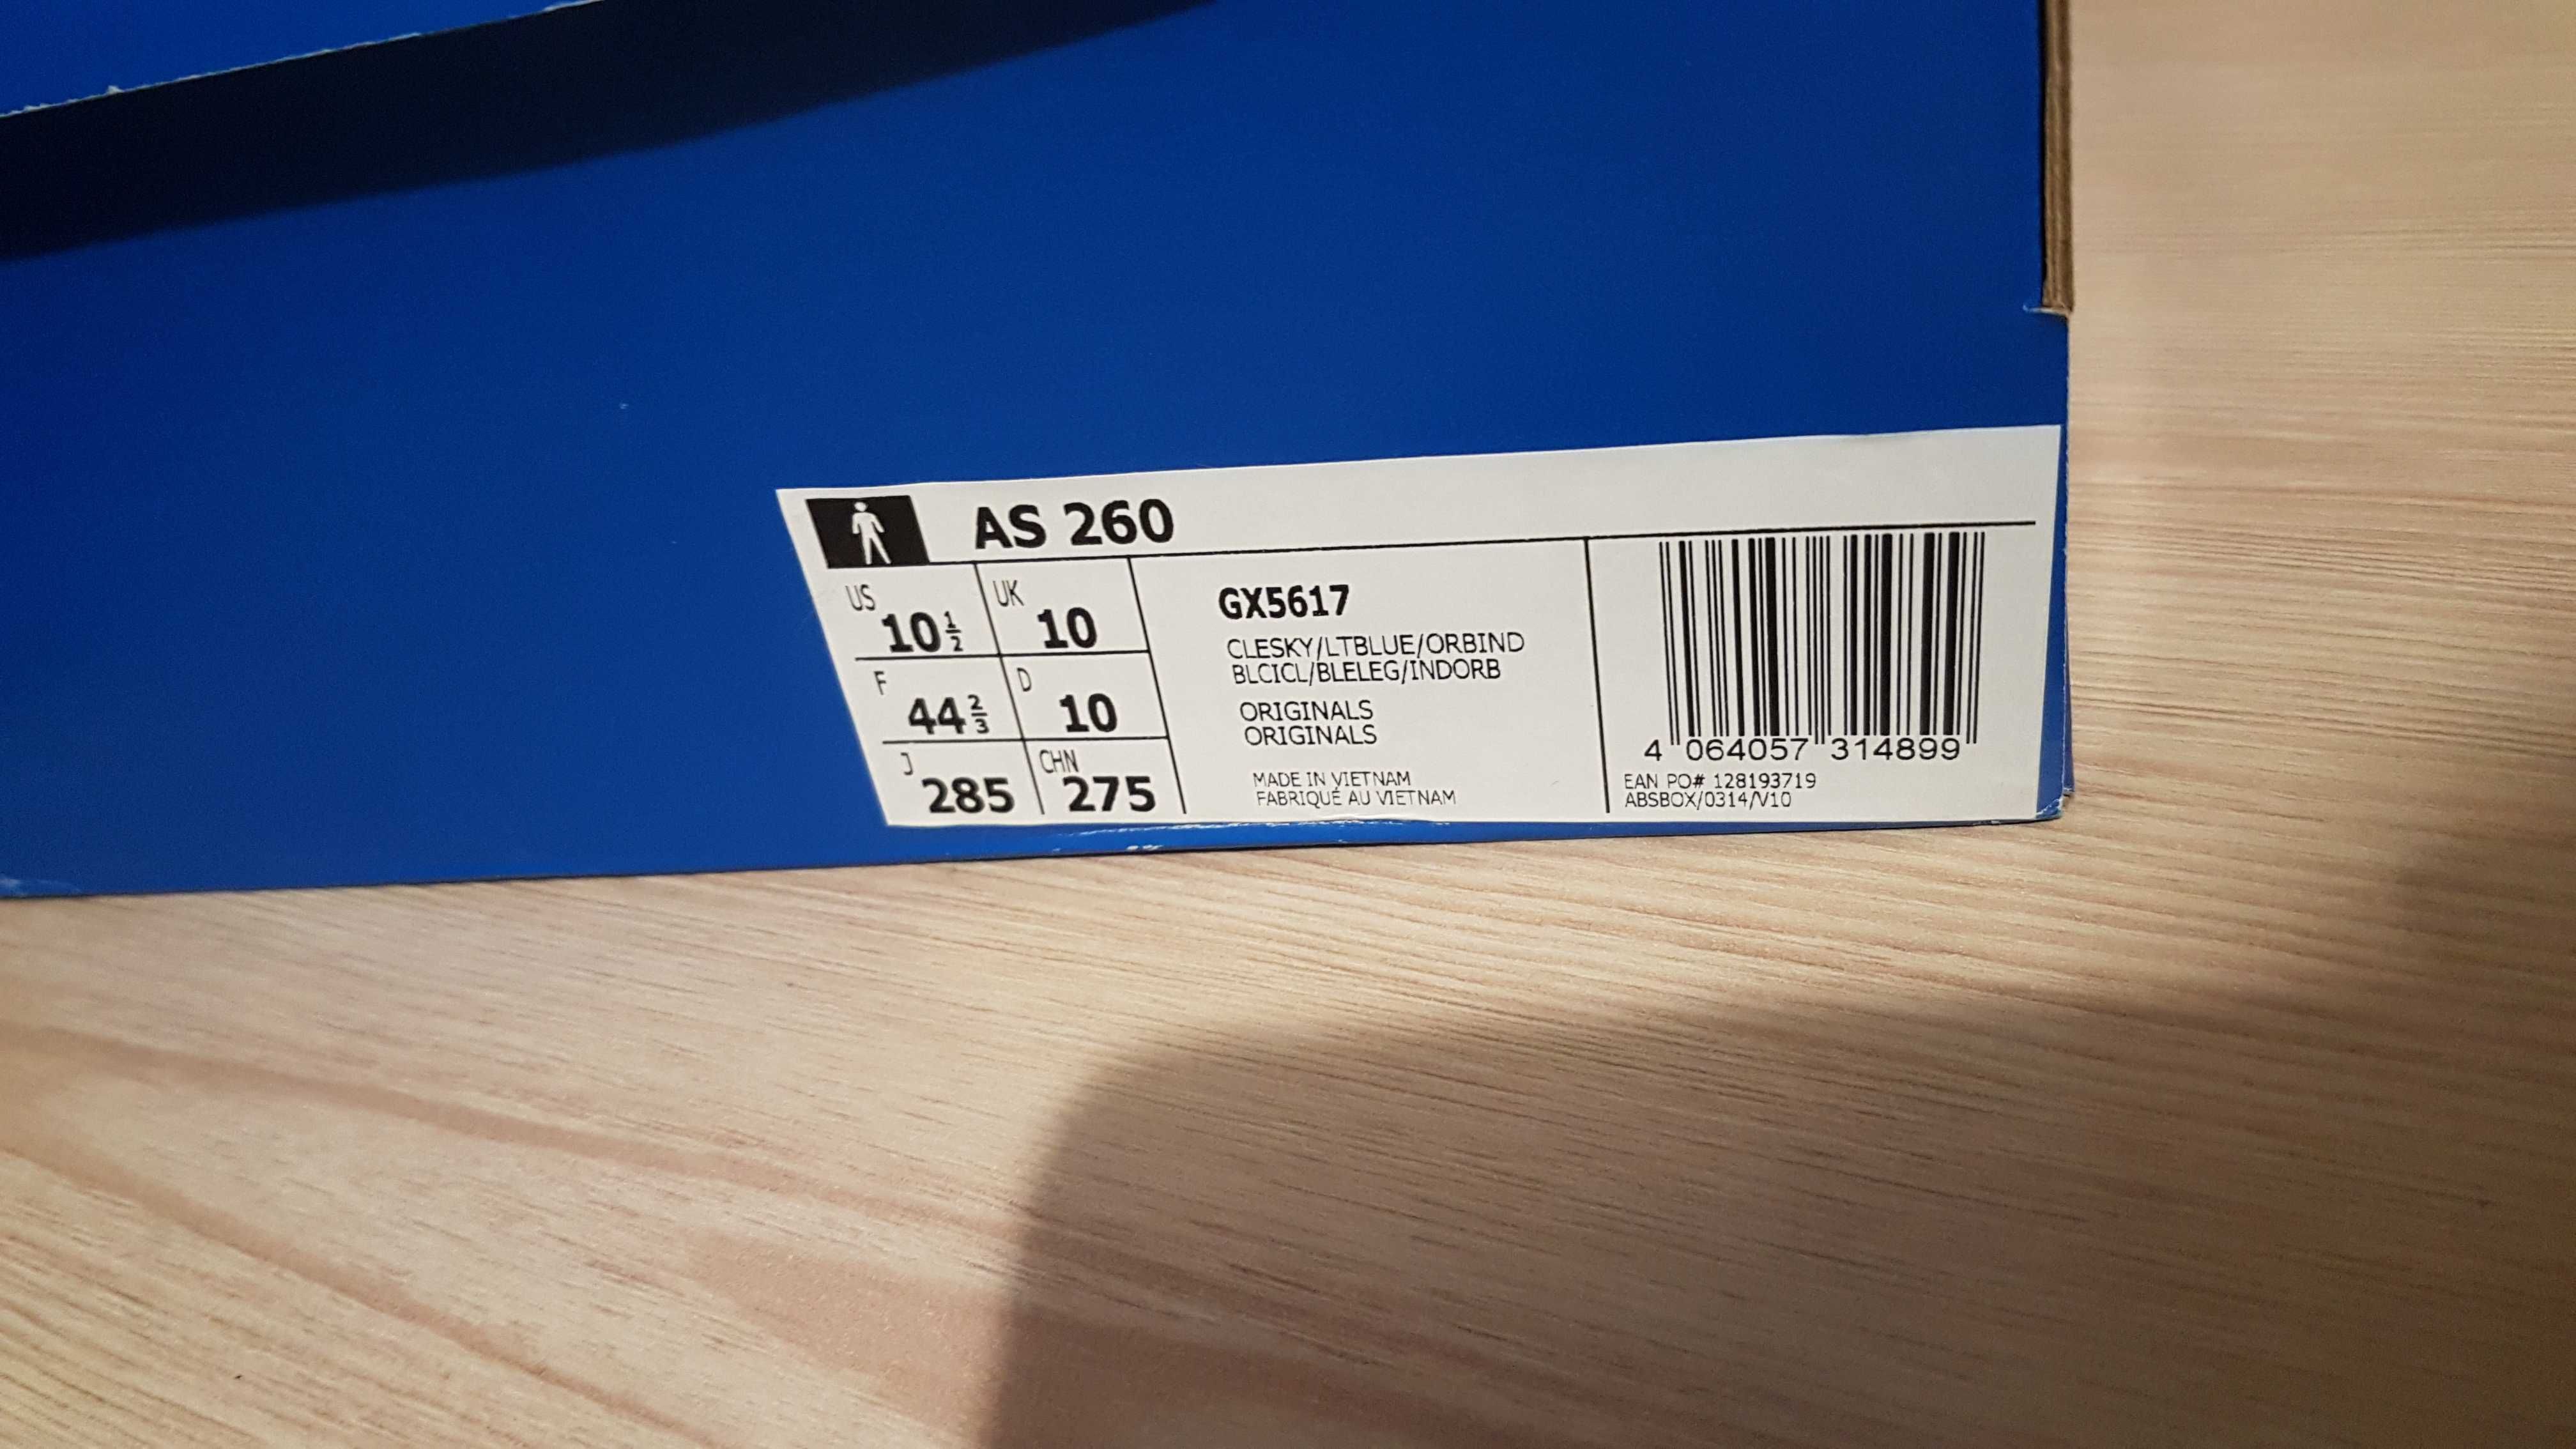 AS 260
US 10½ UK 10
F 44⅔ D 10
J 285 CHN 275
GX5617
CLESKY/LTBLUE/ORBIND
BLCICL/BLELEG/INDORB
ORIGINALS
ORIGINALS
MADE IN VIETNAM
FABRIQUÉ AU VIETNAM
4 064057 314899
EAN PO# 128193719
ABSBOX/0314/V10